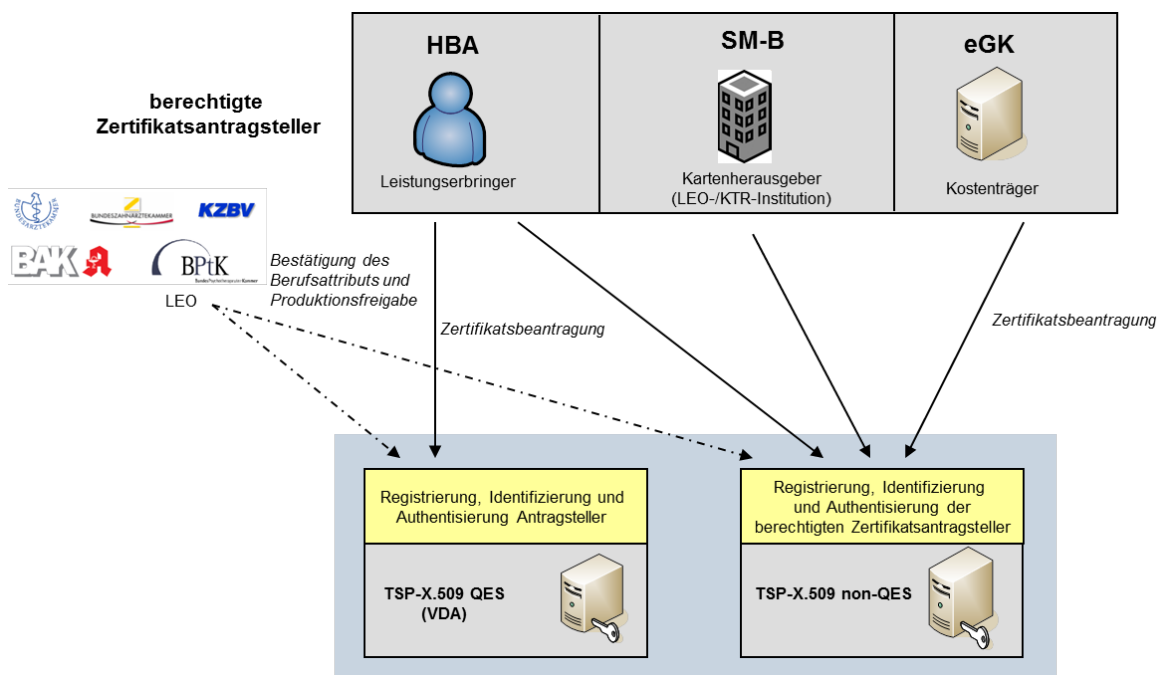 HBA
SM-B
eGK
berechtigte
Zertifikatsantragsteller
Leistungserbringer
Kartenherausgeber
(LEO-/KTR-Institution)
Kostenträger
BUNDESÄRZTEKAMMER
BUNDESZAHNÄRZTEKAMMER
KZBV
BAK
BPtK
BundesPsychotherapeutenKammer
LEO
Bestätigung des
Berufsattributs und
Produktionsfreigabe
Zertifikatsbeantragung
Zertifikatsbeantragung
Registrierung, Identifizierung und
Authentisierung Antragsteller
TSP-X.509 QES
(VDA)
Registrierung, Identifizierung
und Authentisierung der
berechtigten Zertifikatsantragsteller
TSP-X.509 non-QES